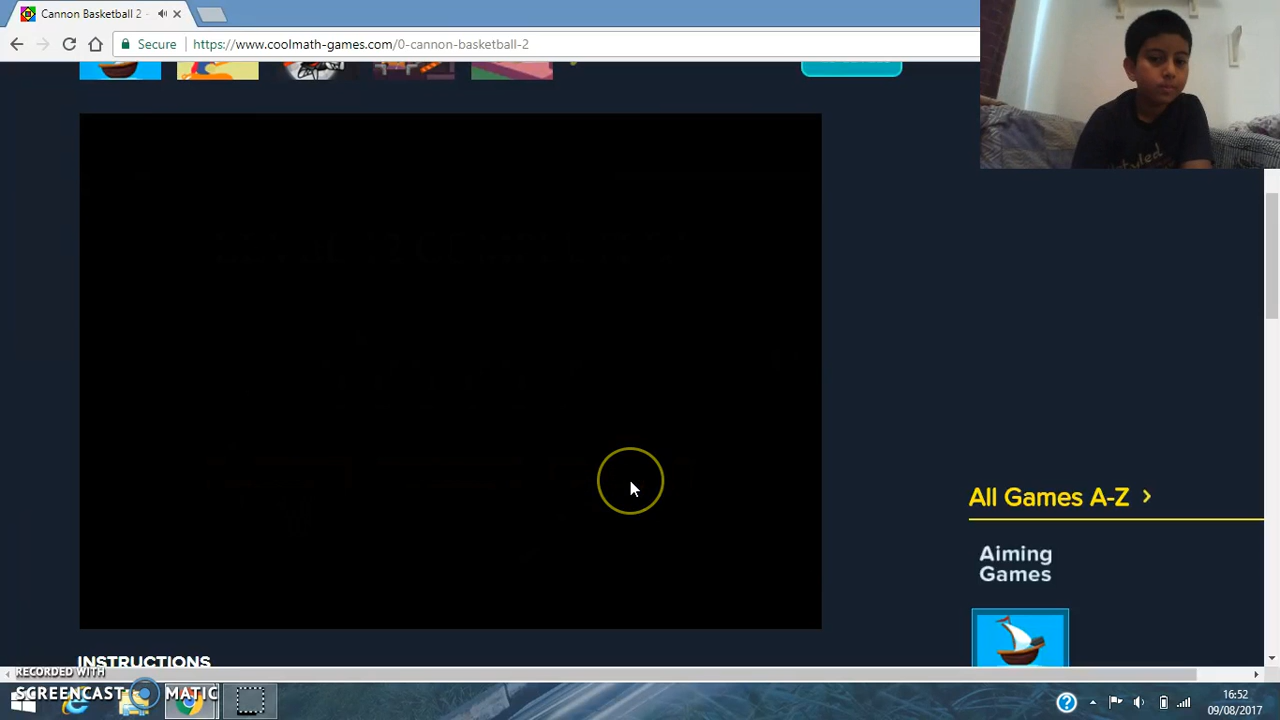 Cannon Basketball 2 -
Secure
https://www.coolmath-games.com/0-cannon-basketball-2
All Games A-Z >
Aiming
Games
INSTRUCTIONS
RECORDED WITH
SCREENCAST MATIC
16:52
09/08/2017